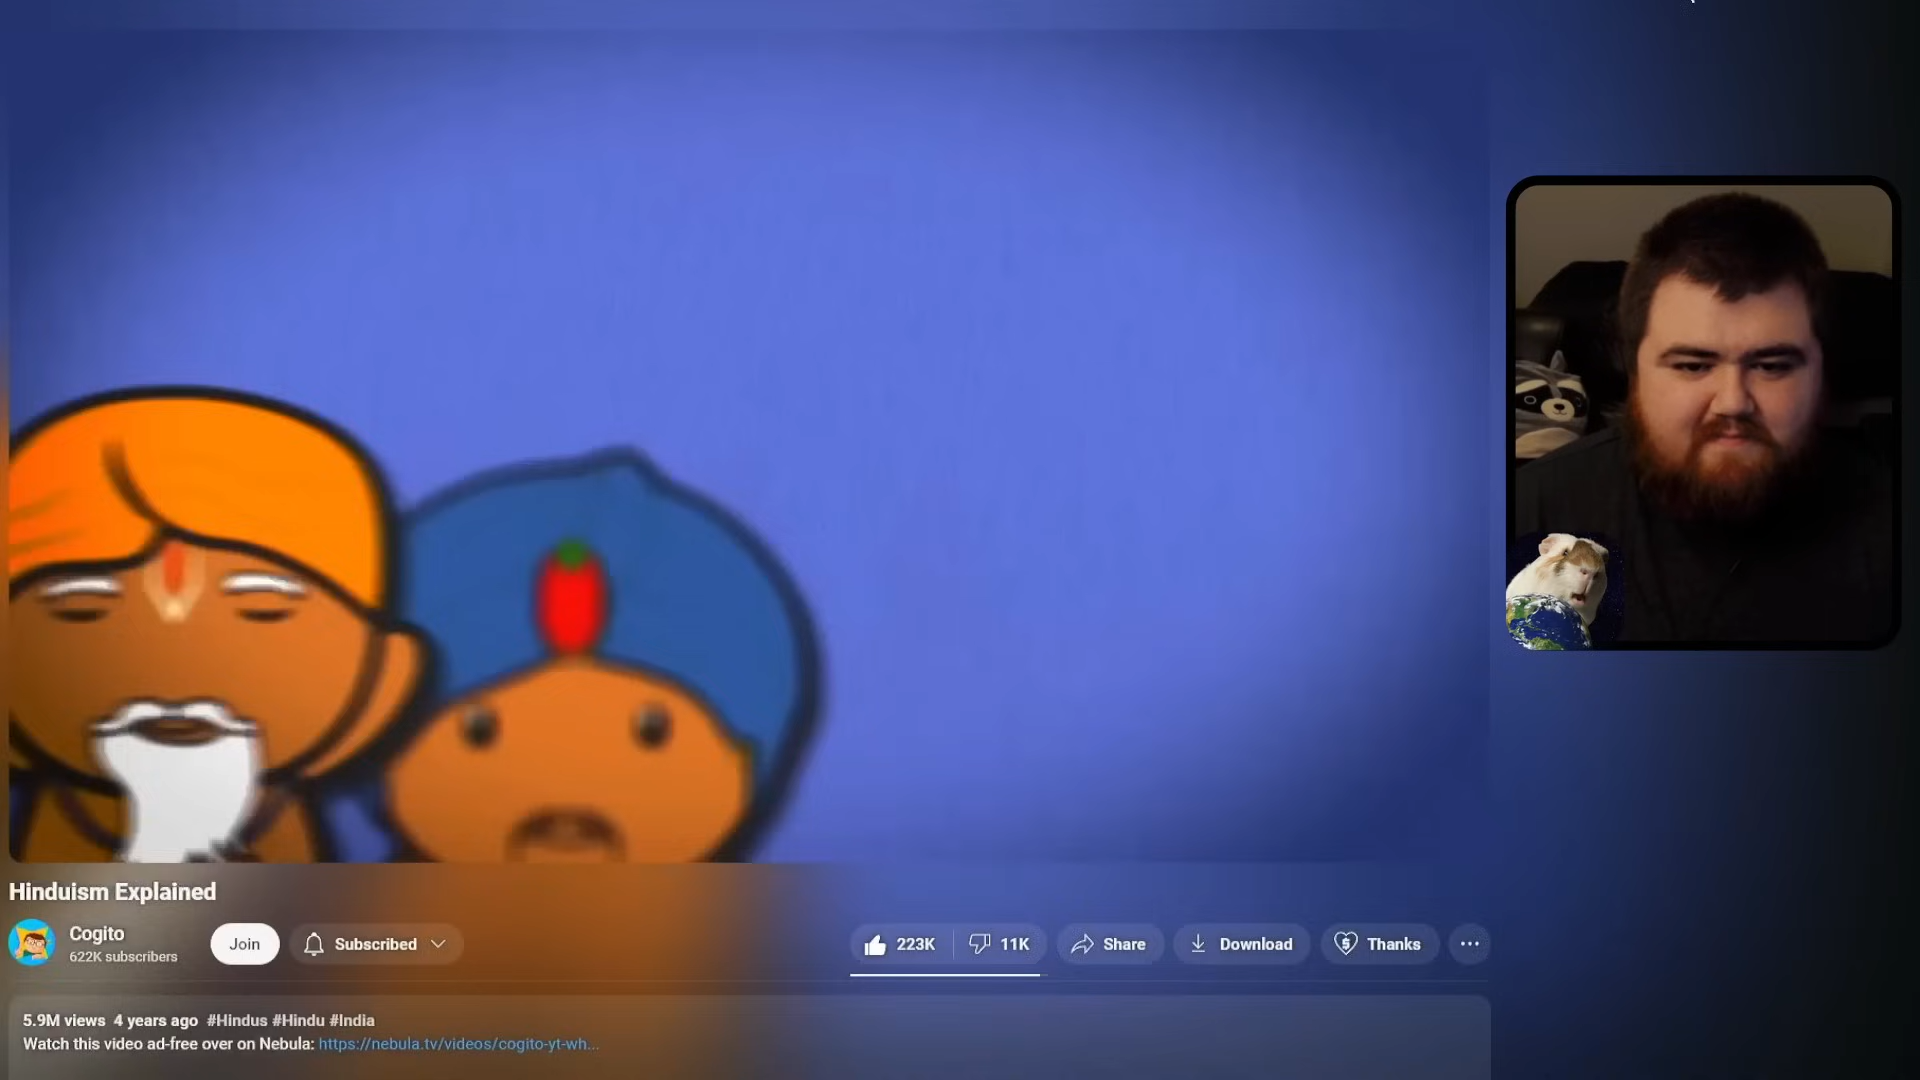 Hinduism Explained
Cogito
622K subscribers
Join
Subscribed
223K
11K
Share
Download
Thanks
5.9M views 4 years ago #Hindus #Hindu #India
Watch this video ad-free over on Nebula: https://nebula.tv/videos/cogito-yt-wh...